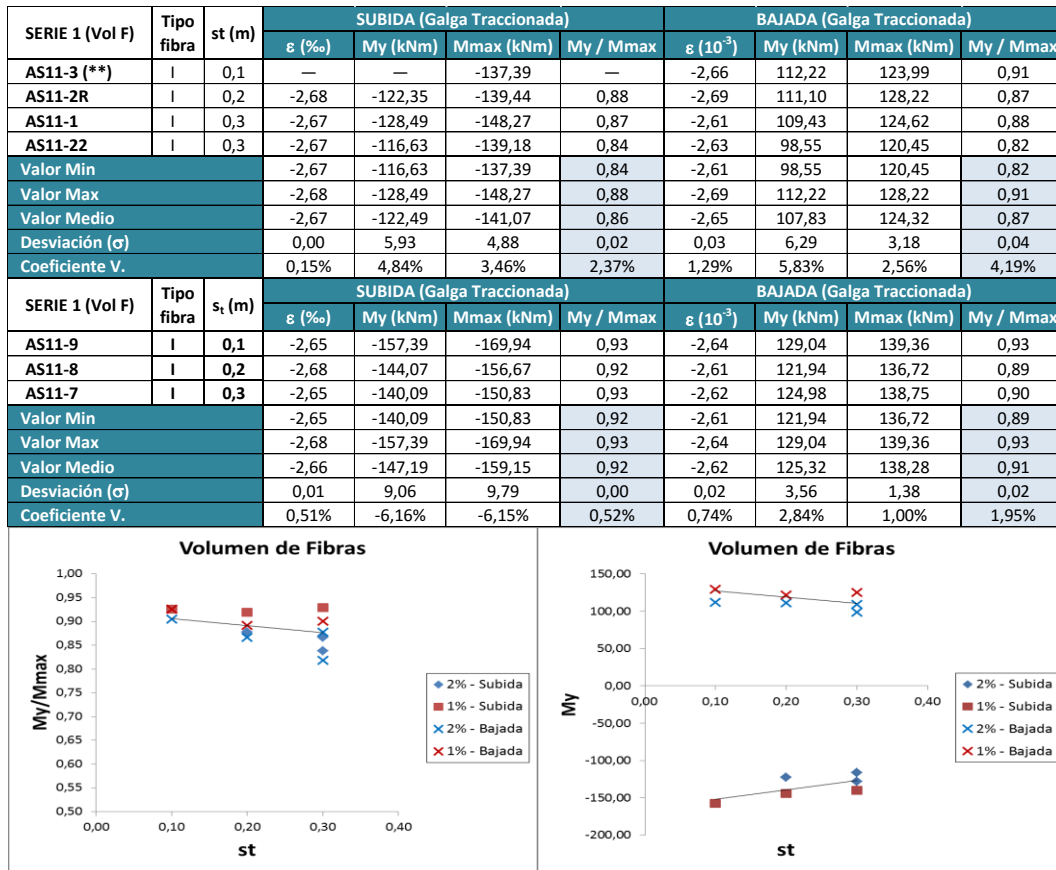 SERIE 1 (Vol F) Tipo fibra st (m) SUBIDA (Galga Traccionada) BAJADA (Galga Traccionada)
ε (‰) My (kNm) Mmax (kNm) My / Mmax ε (10-3) My (kNm) Mmax (kNm) My / Mmax
AS11-3 (**) I 0,1 — — -137,39 — -2,66 112,22 123,99 0,91
AS11-2R I 0,2 -2,68 -122,35 -139,44 0,88 -2,69 111,10 128,22 0,87
AS11-1 I 0,3 -2,67 -128,49 -148,27 0,87 -2,61 109,43 124,62 0,88
AS11-22 I 0,3 -2,67 -116,63 -139,18 0,84 -2,63 98,55 120,45 0,82
Valor Min -2,67 -116,63 -137,39 0,84 -2,61 98,55 120,45 0,82
Valor Max -2,68 -128,49 -148,27 0,88 -2,69 112,22 128,22 0,91
Valor Medio -2,67 -122,49 -141,07 0,86 -2,65 107,83 124,32 0,87
Desviación (σ) 0,00 5,93 4,88 0,02 0,03 6,29 3,18 0,04
Coeficiente V. 0,15% 4,84% 3,46% 2,37% 1,29% 5,83% 2,56% 4,19%
SERIE 1 (Vol F) Tipo fibra st (m) SUBIDA (Galga Traccionada) BAJADA (Galga Traccionada)
ε (‰) My (kNm) Mmax (kNm) My / Mmax ε (10-3) My (kNm) Mmax (kNm) My / Mmax
AS11-9 I 0,1 -2,65 -157,39 -169,94 0,93 -2,64 129,04 139,36 0,93
AS11-8 I 0,2 -2,68 -144,07 -156,67 0,92 -2,61 121,94 136,72 0,89
AS11-7 I 0,3 -2,65 -140,09 -150,83 0,93 -2,62 124,98 138,75 0,90
Valor Min -2,65 -140,09 -150,83 0,92 -2,61 121,94 136,72 0,89
Valor Max -2,68 -157,39 -169,94 0,93 -2,64 129,04 139,36 0,93
Valor Medio -2,66 -147,19 -159,15 0,92 -2,62 125,32 138,28 0,91
Desviación (σ) 0,01 9,06 9,79 0,00 0,02 3,56 1,38 0,02
Coeficiente V. 0,51% -6,16% -6,15% 0,52% 0,74% 2,84% 1,00% 1,95%
Volumen de Fibras
My/Mmax
1,00
0,95
0,90
0,85
0,80
0,75
0,70
0,65
0,60
0,55
0,50
0,00 0,10 0,20 0,30 0,40
st
2% - Subida
1% - Subida
2% - Bajada
1% - Bajada
Volumen de Fibras
My
150,00
100,00
50,00
0,00
-50,00
-100,00
-150,00
-200,00
0,00 0,10 0,20 0,30 0,40
st
2% - Subida
1% - Subida
2% - Bajada
1% - Bajada